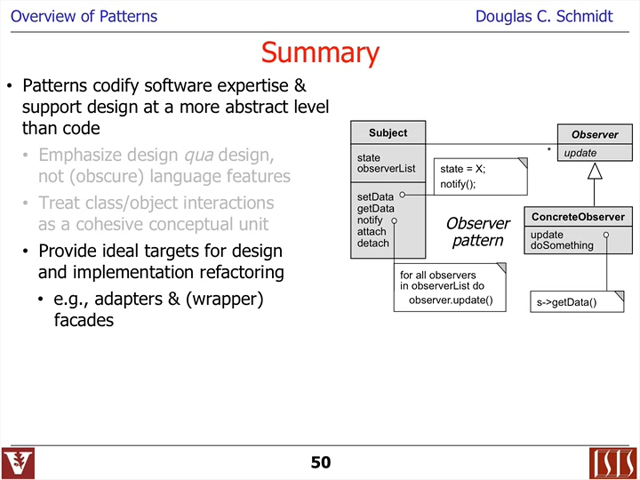 Overview of Patterns
Douglas C. Schmidt
Summary
• Patterns codify software expertise &
support design at a more abstract level
than code
• Emphasize design qua design,
not (obscure) language features
• Treat class/object interactions
as a cohesive conceptual unit
• Provide ideal targets for design
and implementation refactoring
• e.g., adapters & (wrapper)
facades
Subject
state
observerList
setData
getData
notify
attach
detach
state = X;
notify();
for all observers
in observerList do
observer.update()
Observer
pattern
*
Observer
update
ConcreteObserver
update
doSomething
s->getData()
V
50
ISIS